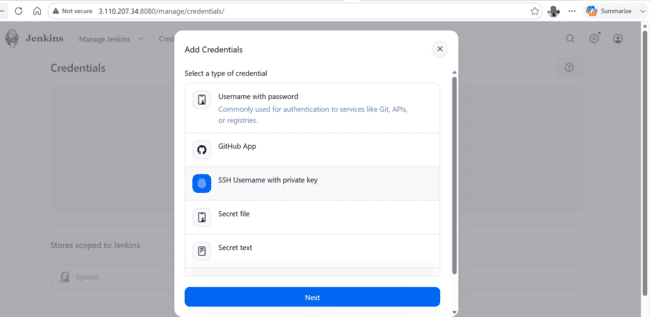 Not secure 3.110.207.34:8080/manage/credentials/
Summarize
Jenkins / Manage Jenkins / Cred
Add Credentials
Credentials
Select a type of credential
Username with password
Commonly used for authentication to services like Git, APIs,
or registries.
GitHub App
SSH Username with private key
Secret file
Secret text
Stores scoped to Jenkins
System
Next